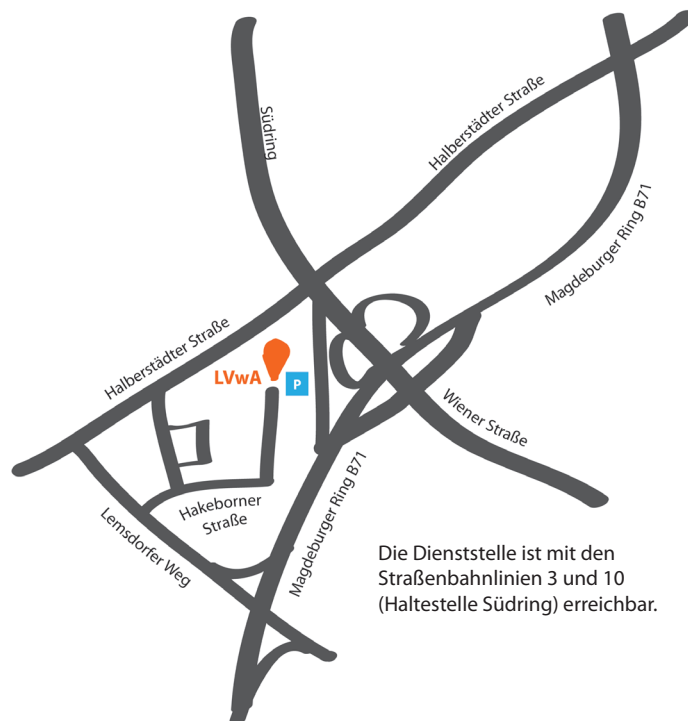 Südring
Halberstädter Straße
Magdeburger Ring B71
Halberstädter Straße
LVwA
P
Wiener Straße
Hakeborner
Straße
Lemsdorfer Weg
Magdeburger Ring B71
Die Dienststelle ist mit den
Straßenbahnlinien 3 und 10
(Haltestelle Südring) erreichbar.